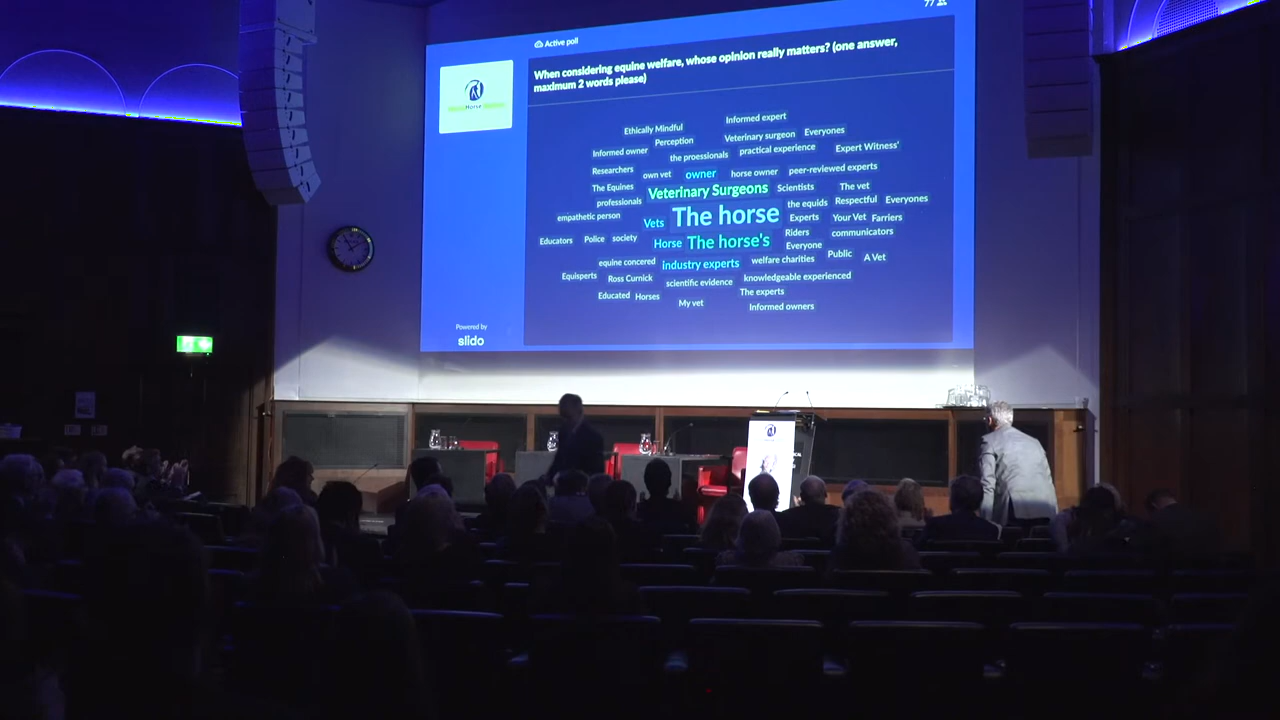 77
Active poll
When considering equine welfare, whose opinion really matters? (one answer,
maximum 2 words please)
Horse
Informed expert
Ethically Mindful
Perception
Veterinary surgeon
Everyones
Informed owner
the proessionals
practical experience
Expert Witness'
Researchers
own vet
owner
horse owner
peer-reviewed experts
The Equines
Veterinary Surgeons
Scientists
The vet
professionals
the equids
Respectful
Everyones
empathetic person
Vets
The horse
Experts
Your Vet
Farriers
Educators
Police
society
Horse
The horse's
Riders
communicators
Everyone
equine concered
industry experts
welfare charities
Public
A Vet
Equisperts
Ross Curnick
scientific evidence
knowledgeable experienced
Educated
Horses
My vet
The experts
Informed owners
Powered by
slido